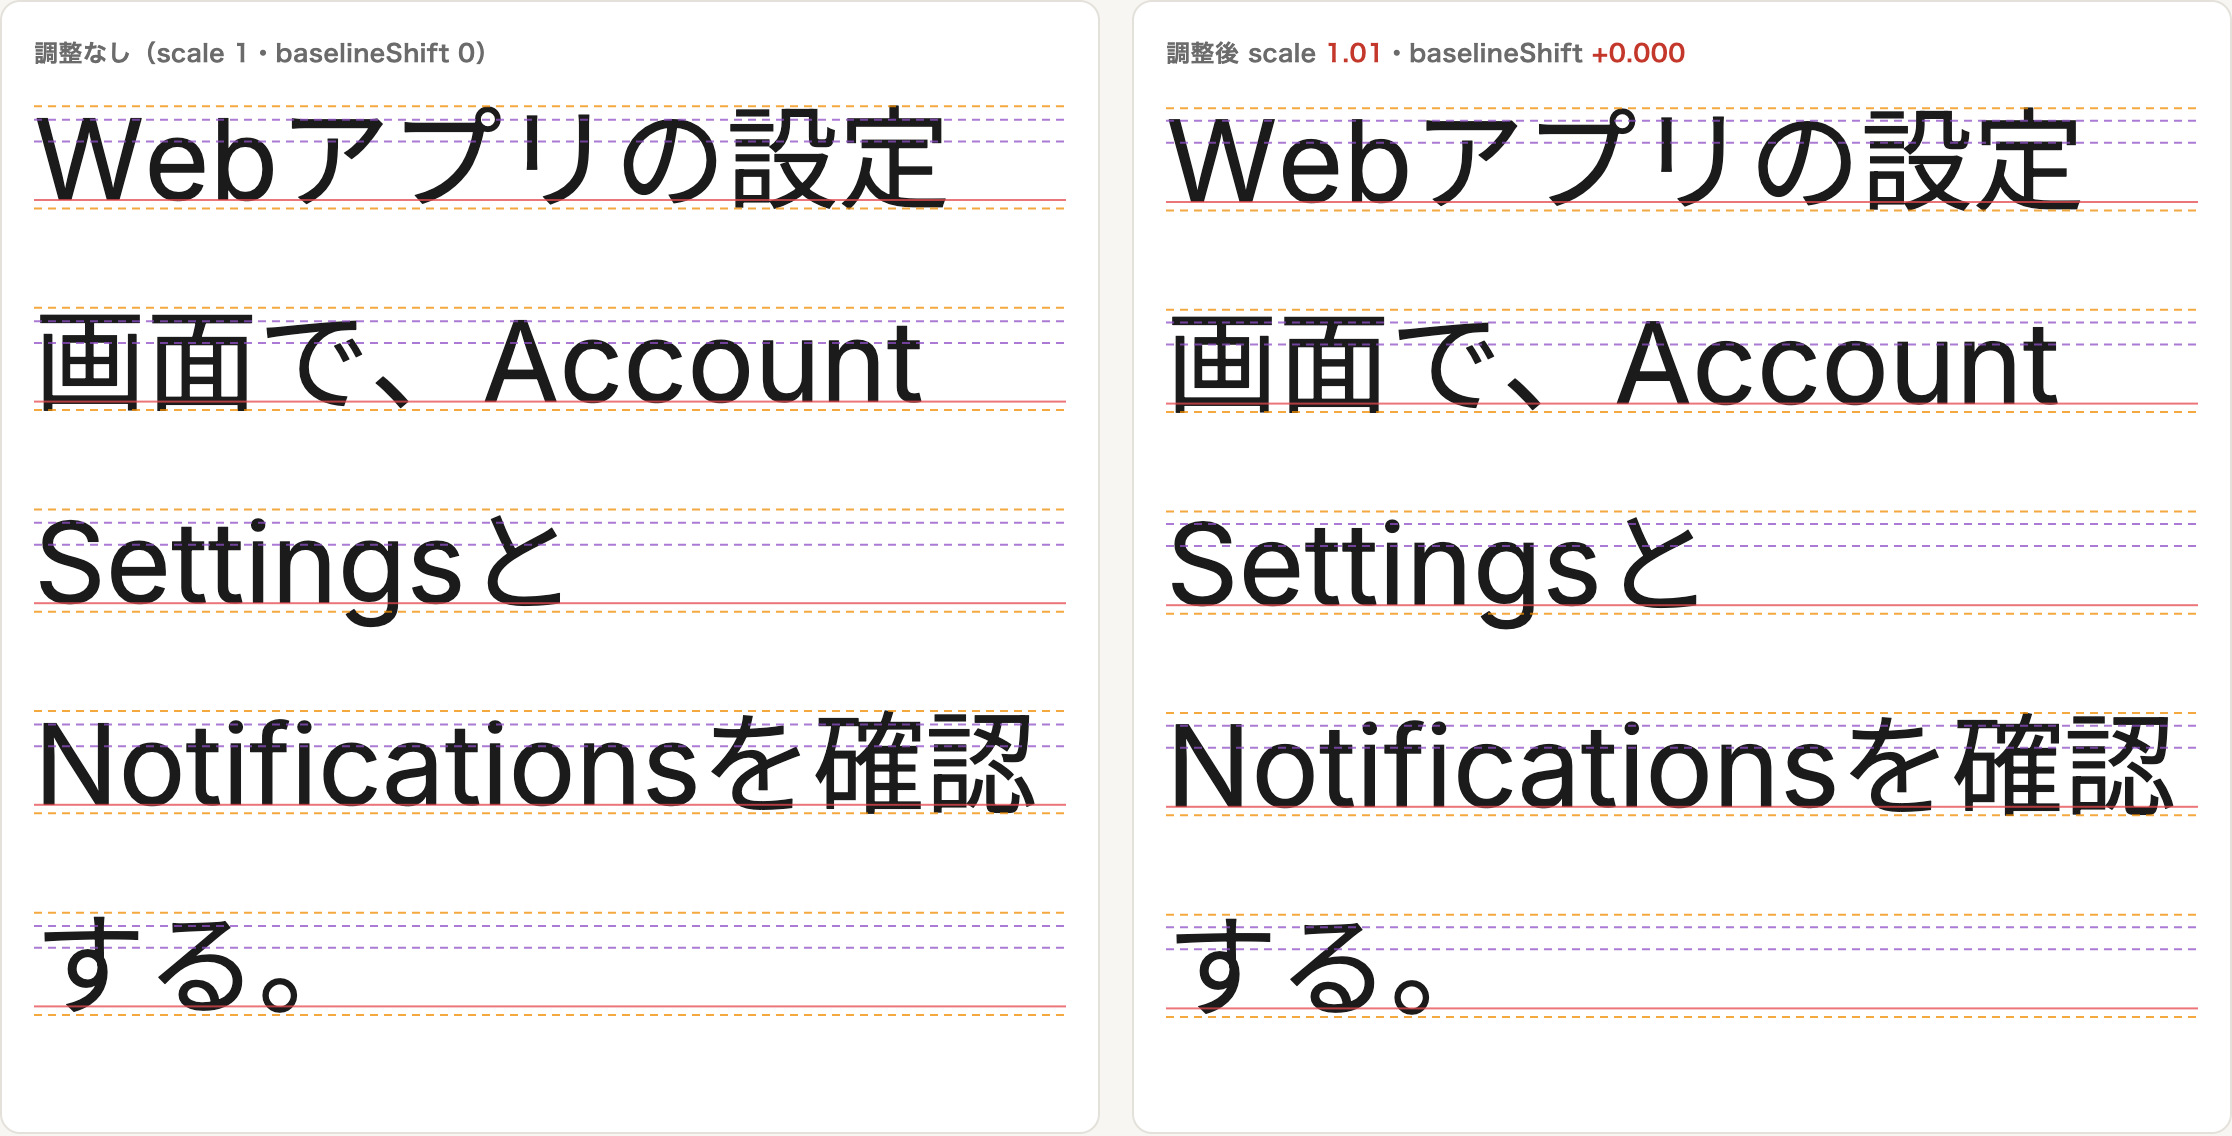 調整なし（scale 1・baselineShift 0）
Webアプリの設定
画面で、Account
Settingsと
Notificationsを確認
する。
調整後 scale 1.01・baselineShift +0.000
Webアプリの設定
画面で、Account
Settingsと
Notificationsを確認
する。